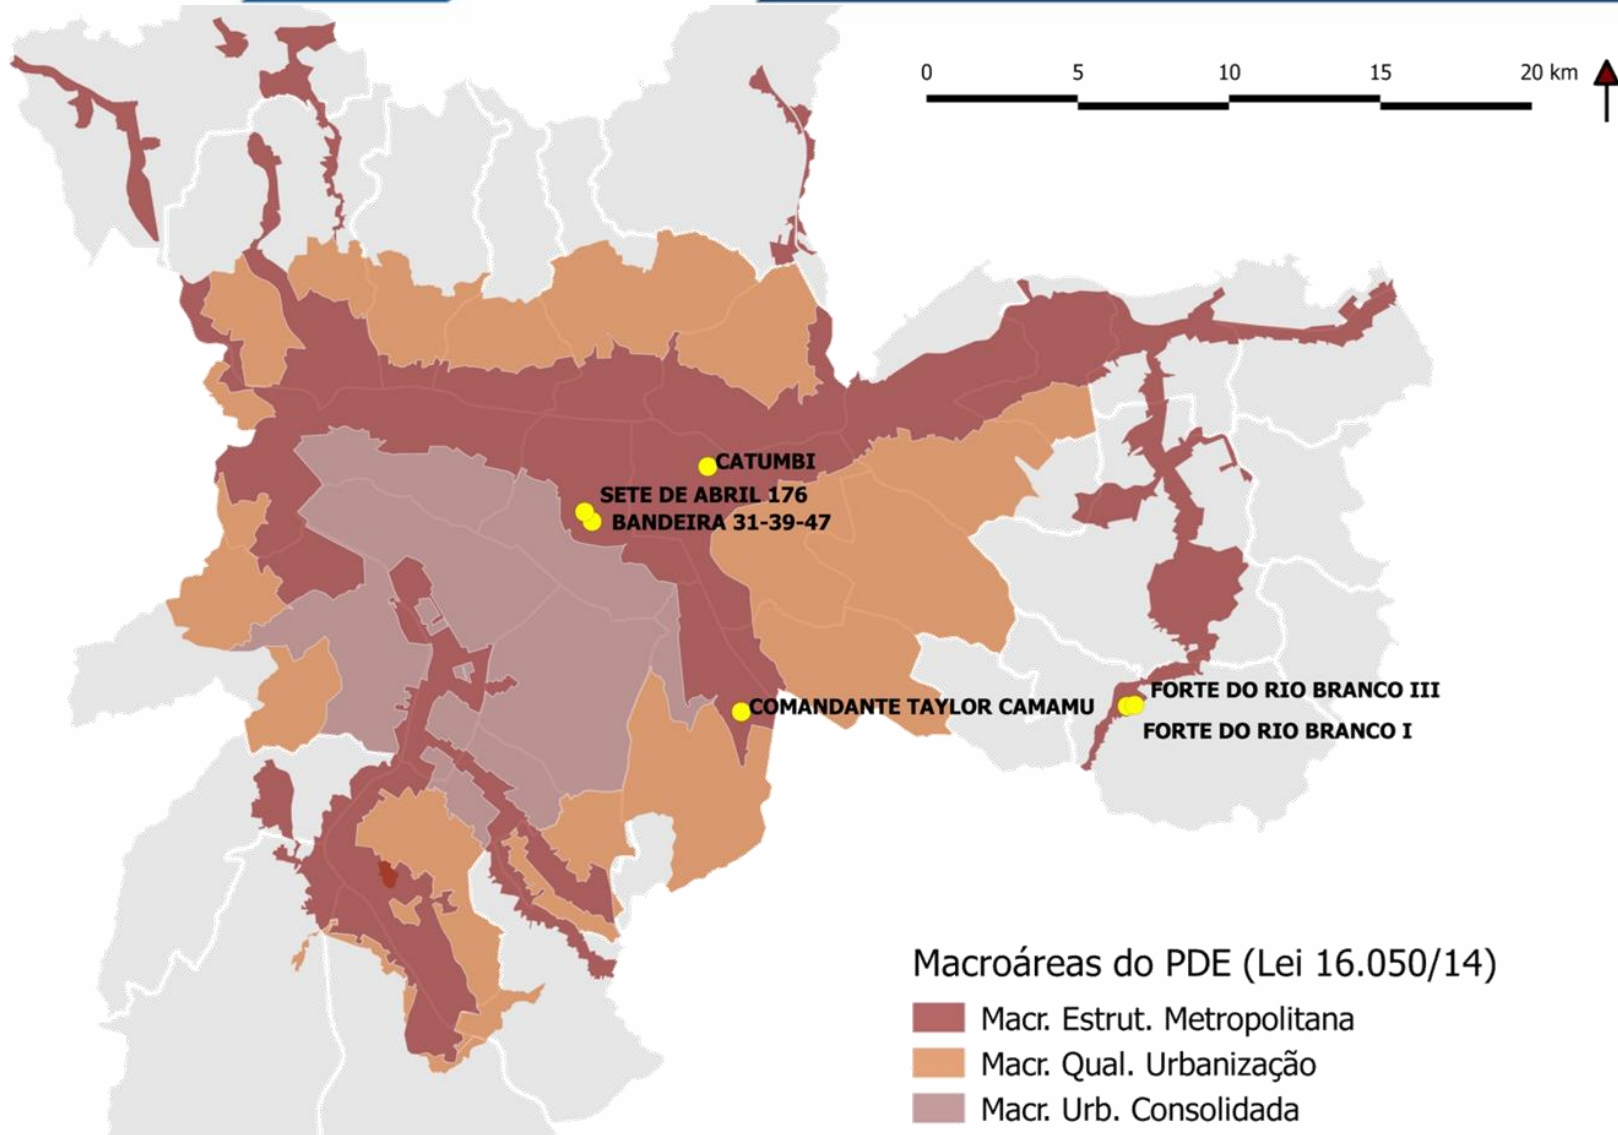 0 5 10 15 20 km
CATUMBI
SETE DE ABRIL 176
BANDEIRA 31-39-47
FORTE DO RIO BRANCO III
COMANDANTE TAYLOR CAMAMU
FORTE DO RIO BRANCO I
Macroáreas do PDE (Lei 16.050/14)
Macr. Estrut. Metropolitana
Macr. Qual. Urbanização
Macr. Urb. Consolidada